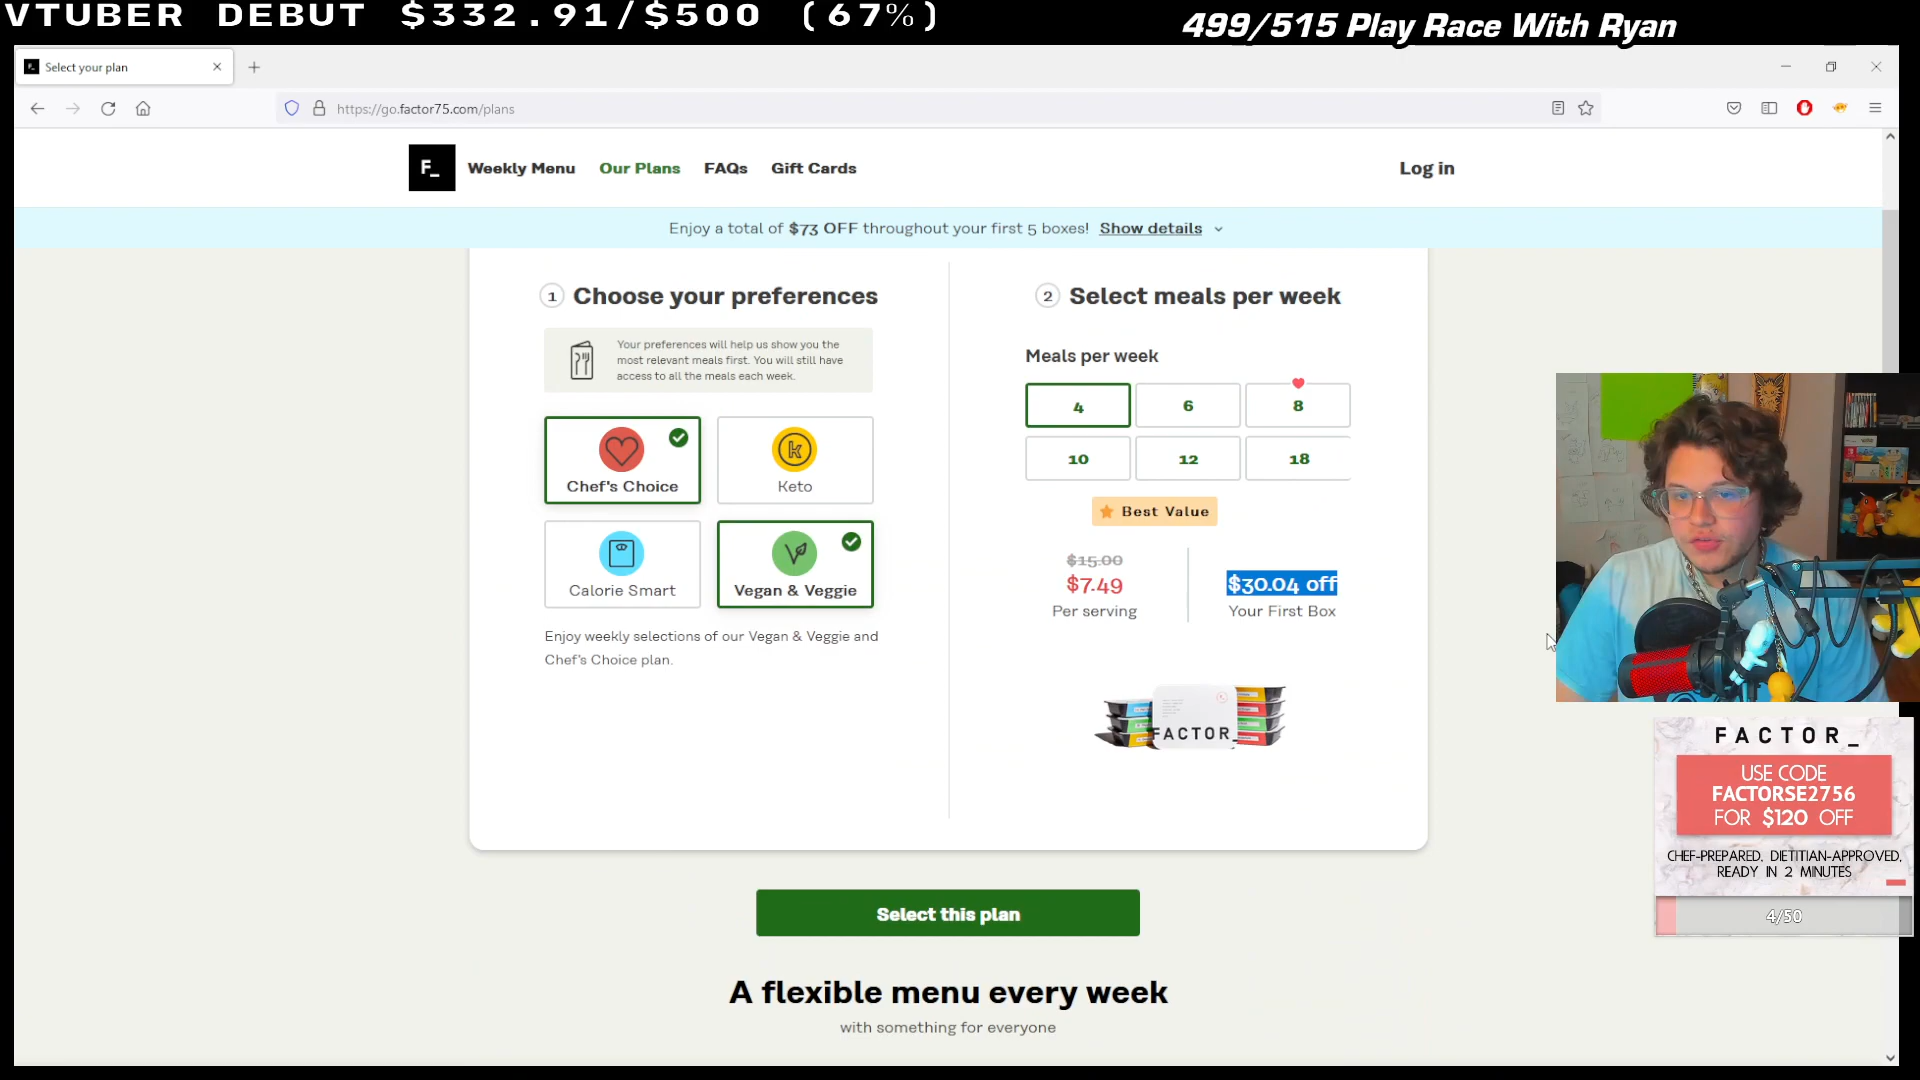 VTUBER DEBUT $332.91/$500 (67%)
499/515 Play Race With Ryan
Select your plan
https://go.factor75.com/plans
F_
Weekly Menu
Our Plans
FAQs
Gift Cards
Log in
Enjoy a total of $73 OFF throughout your first 5 boxes! Show details
1 Choose your preferences
Your preferences will help us show you the
most relevant meals first. You will still have
access to all the meals each week.
Chef's Choice
k
Keto
Calorie Smart
Vegan & Veggie
Enjoy weekly selections of our Vegan & Veggie and
Chef's Choice plan.
2 Select meals per week
Meals per week
4 6 8
10 12 18
Best Value
$15.00
$7.49
Per serving
$30.04 off
Your First Box
FACTOR_
Select this plan
A flexible menu every week
with something for everyone
FACTOR_
USE CODE
FACTORSE2756
FOR $120 OFF
CHEF-PREPARED, DIETITIAN-APPROVED,
READY IN 2 MINUTES
4/50